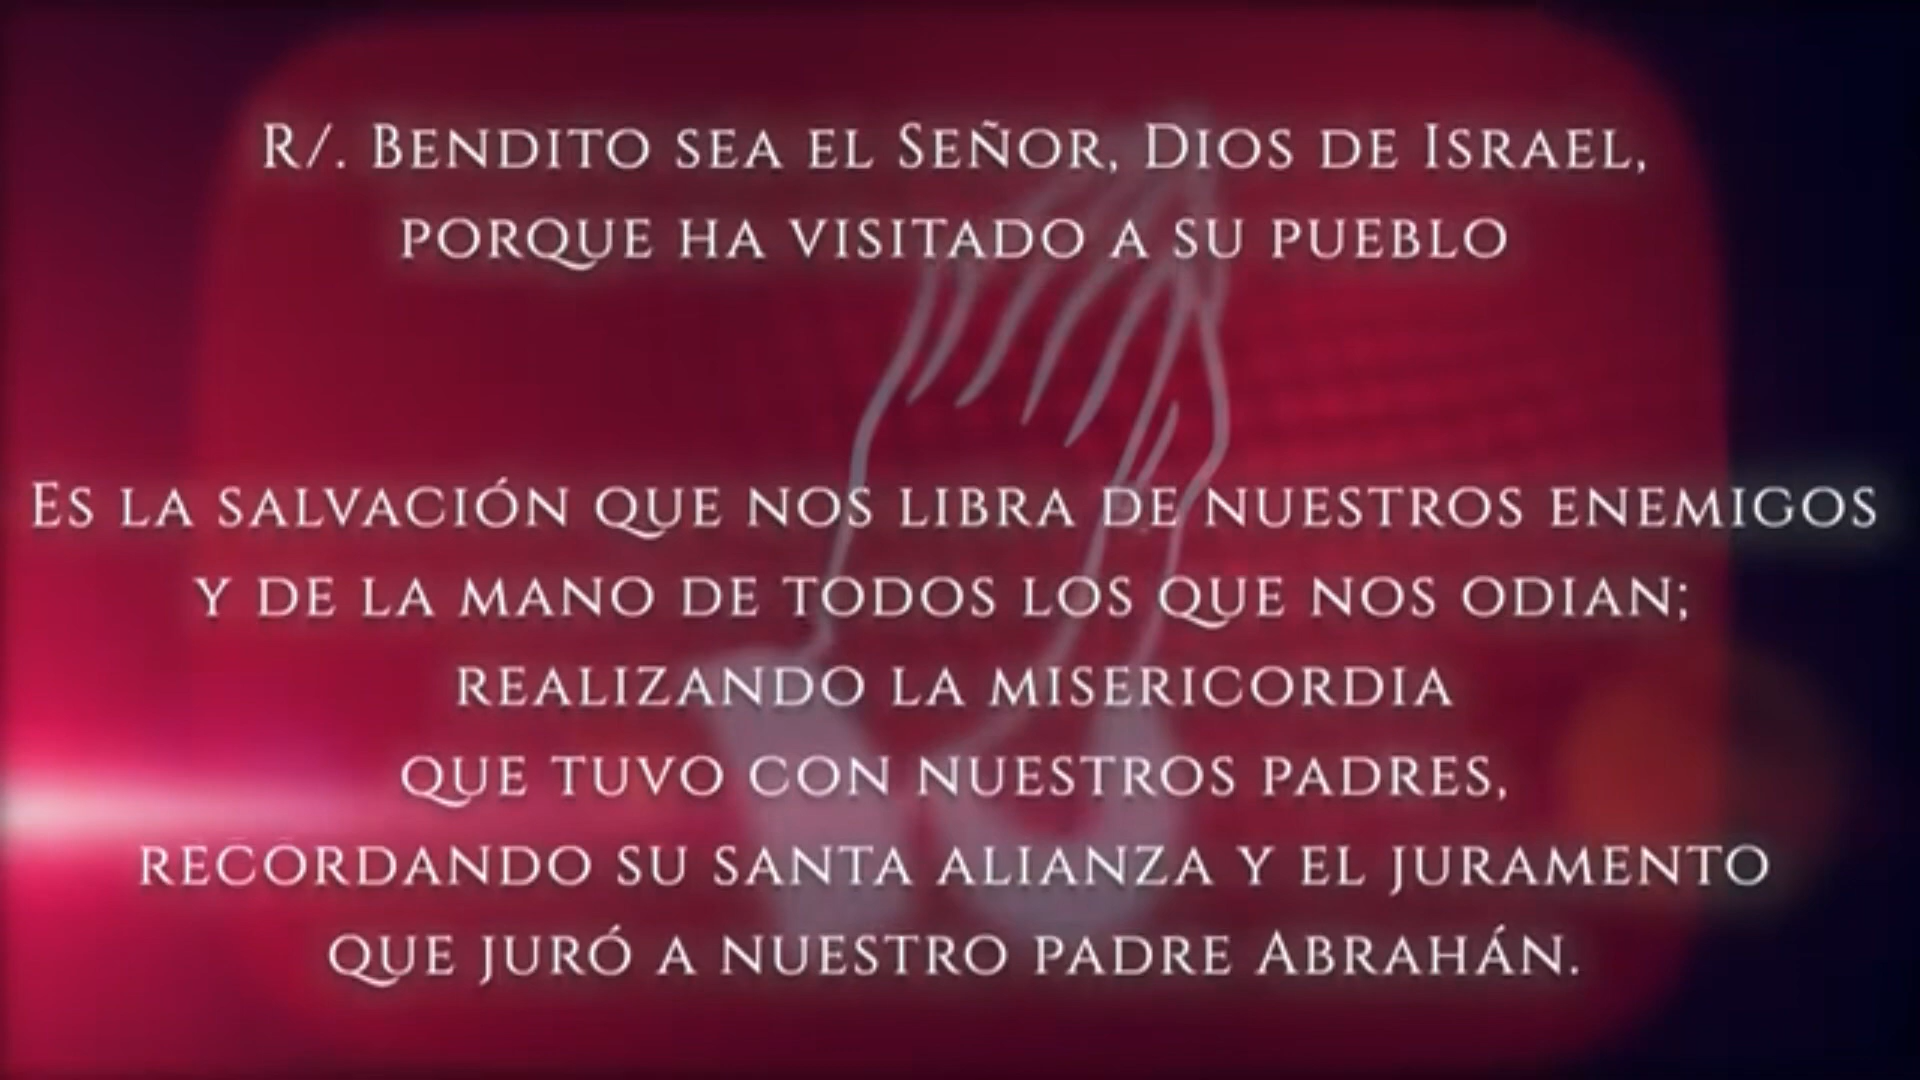 R/. Bendito sea el Señor, Dios de Israel,
porque ha visitado a su pueblo
Es la salvación que nos libra de nuestros enemigos
y de la mano de todos los que nos odian;
realizando la misericordia
que tuvo con nuestros padres,
recordando su santa alianza y el juramento
que juró a nuestro padre Abrahán.